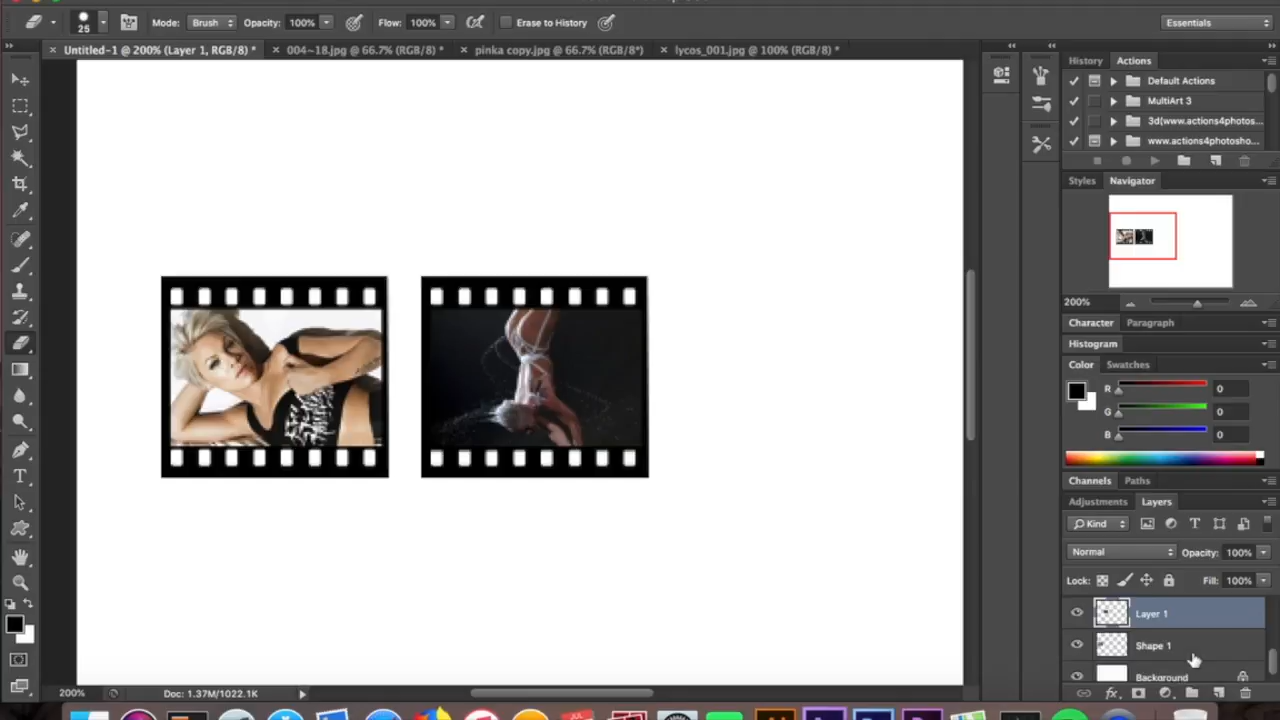 25
Mode: Brush
Opacity: 100%
Flow: 100%
Erase to History
Essentials
Untitled-1 @ 200% (Layer 1, RGB/8) *
004~18.jpg @ 66.7% (RGB/8) *
pinka copy.jpg @ 66.7% (RGB/8*)
lycos_001.jpg @ 100% (RGB/8) *
History
Actions
Default Actions
MultiArt 3
3d(www.actions4photos...
www.actions4photosho...
Styles
Navigator
200%
Character
Paragraph
Histogram
Color
Swatches
R 0
G 0
B 0
Channels
Paths
Adjustments
Layers
Kind
Normal
Opacity: 100%
Lock:
Fill: 100%
Layer 1
Shape 1
Background
200%
Doc: 1.37M/1022.1K